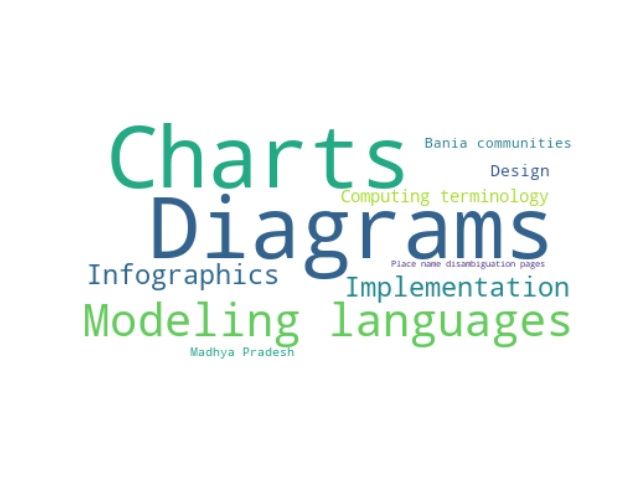 Charts
Bania communities
Design
Computing terminology
Diagrams
Place name disambiguation pages
Infographics
Implementation
Modeling languages
Madhya Pradesh